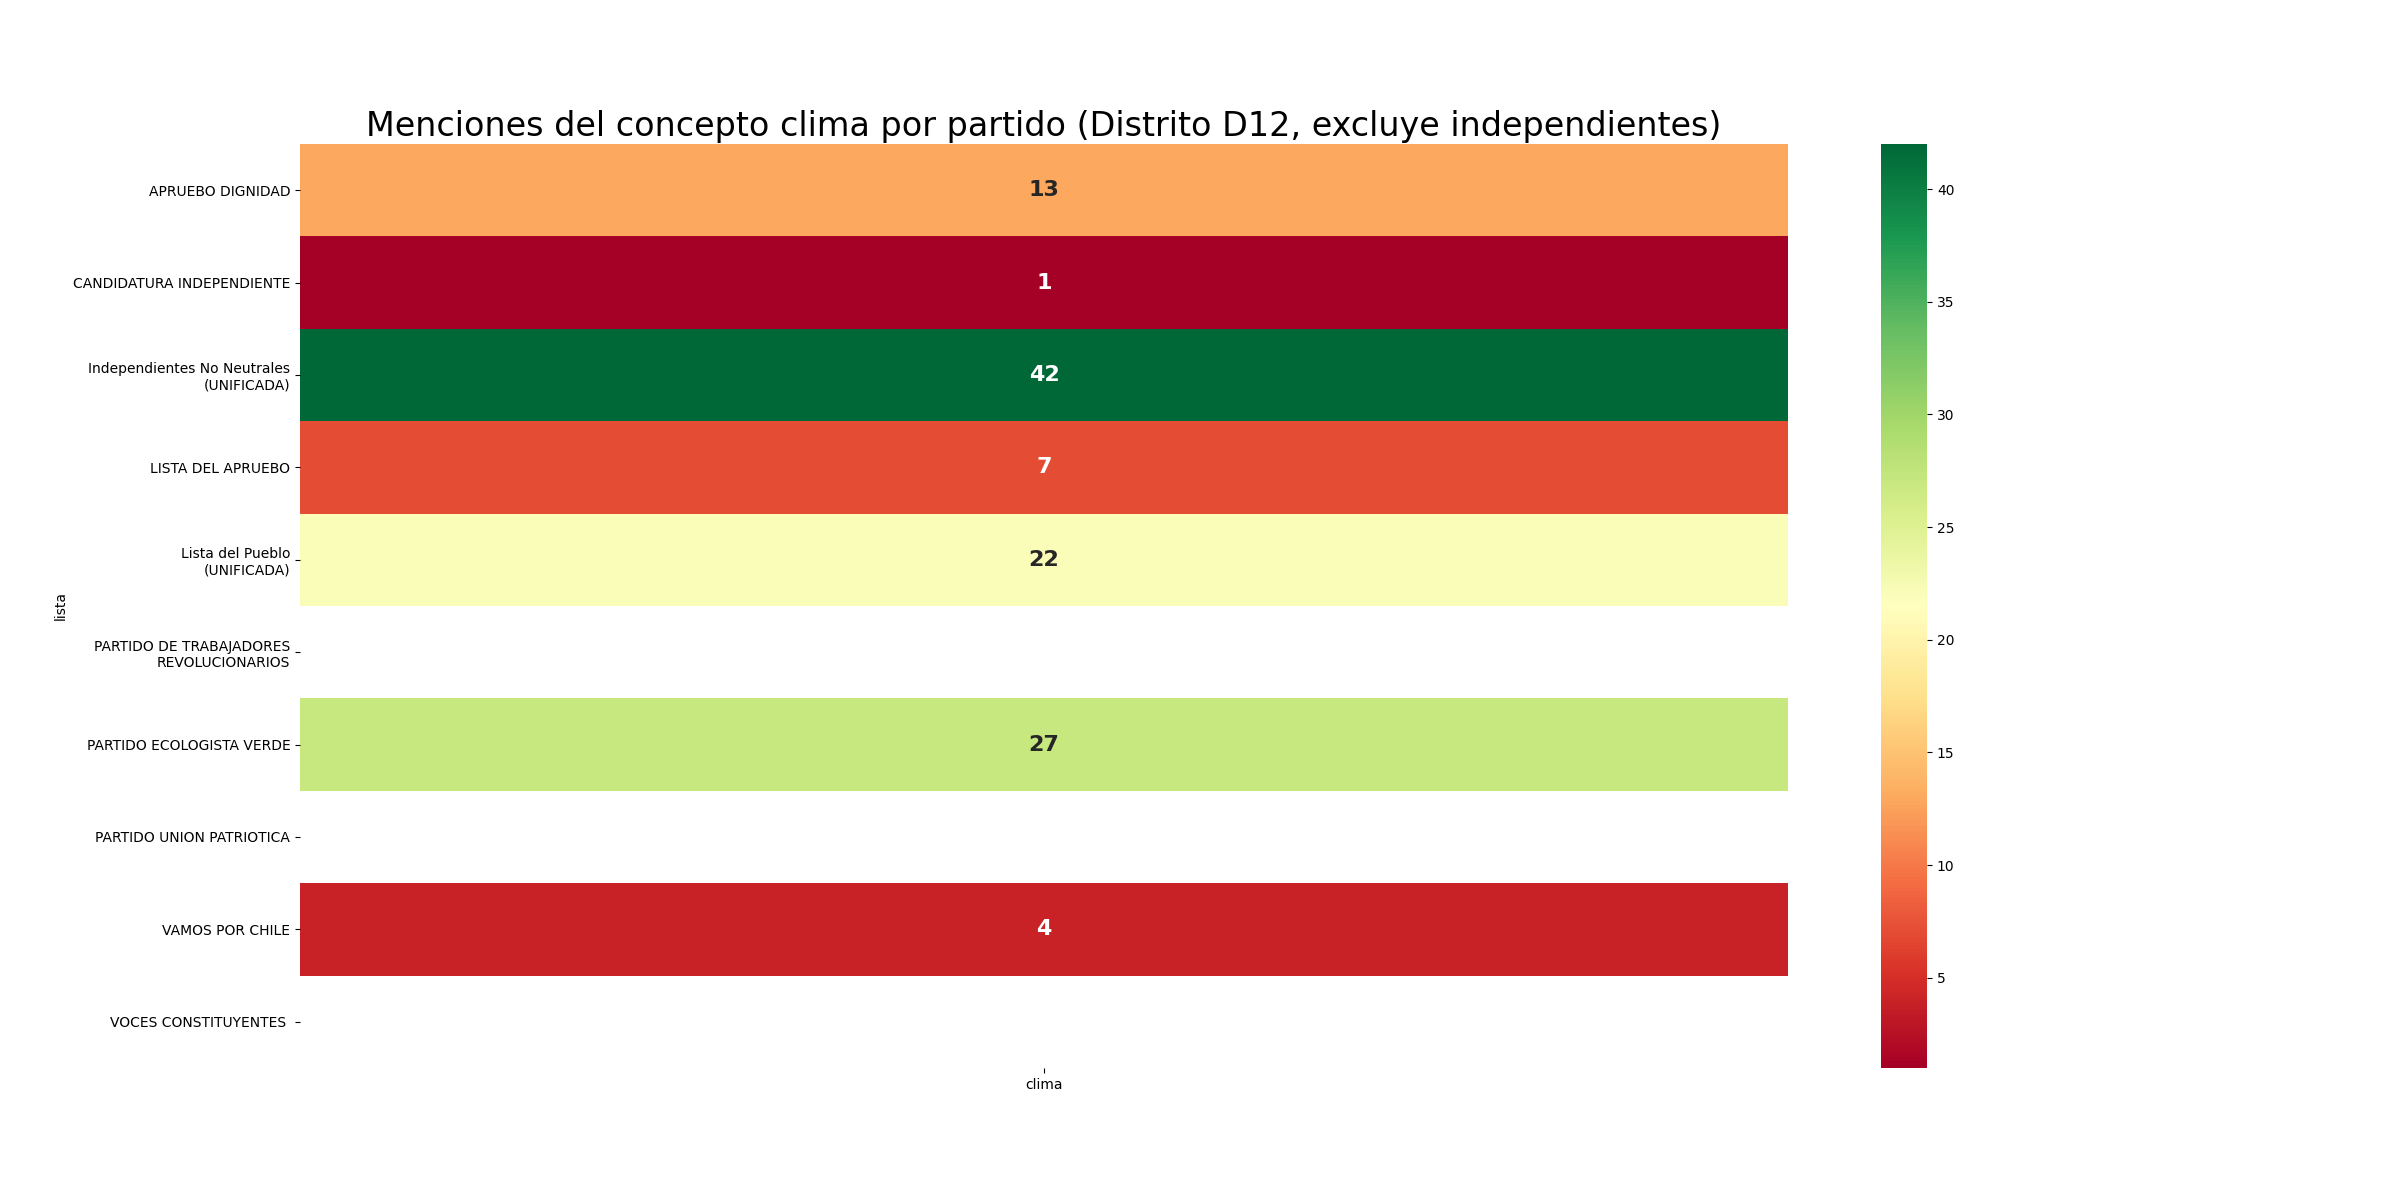 Menciones del concepto clima por partido (Distrito D12, excluye independientes)
APRUEBO DIGNIDAD
13
CANDIDATURA INDEPENDIENTE
1
Independientes No Neutrales
(UNIFICADA)
42
LISTA DEL APRUEBO
7
Lista del Pueblo
(UNIFICADA)
22
lista
PARTIDO DE TRABAJADORES
REVOLUCIONARIOS
PARTIDO ECOLOGISTA VERDE
27
PARTIDO UNION PATRIOTICA
VAMOS POR CHILE
4
VOCES CONSTITUYENTES
clima
40
35
30
25
20
15
10
5